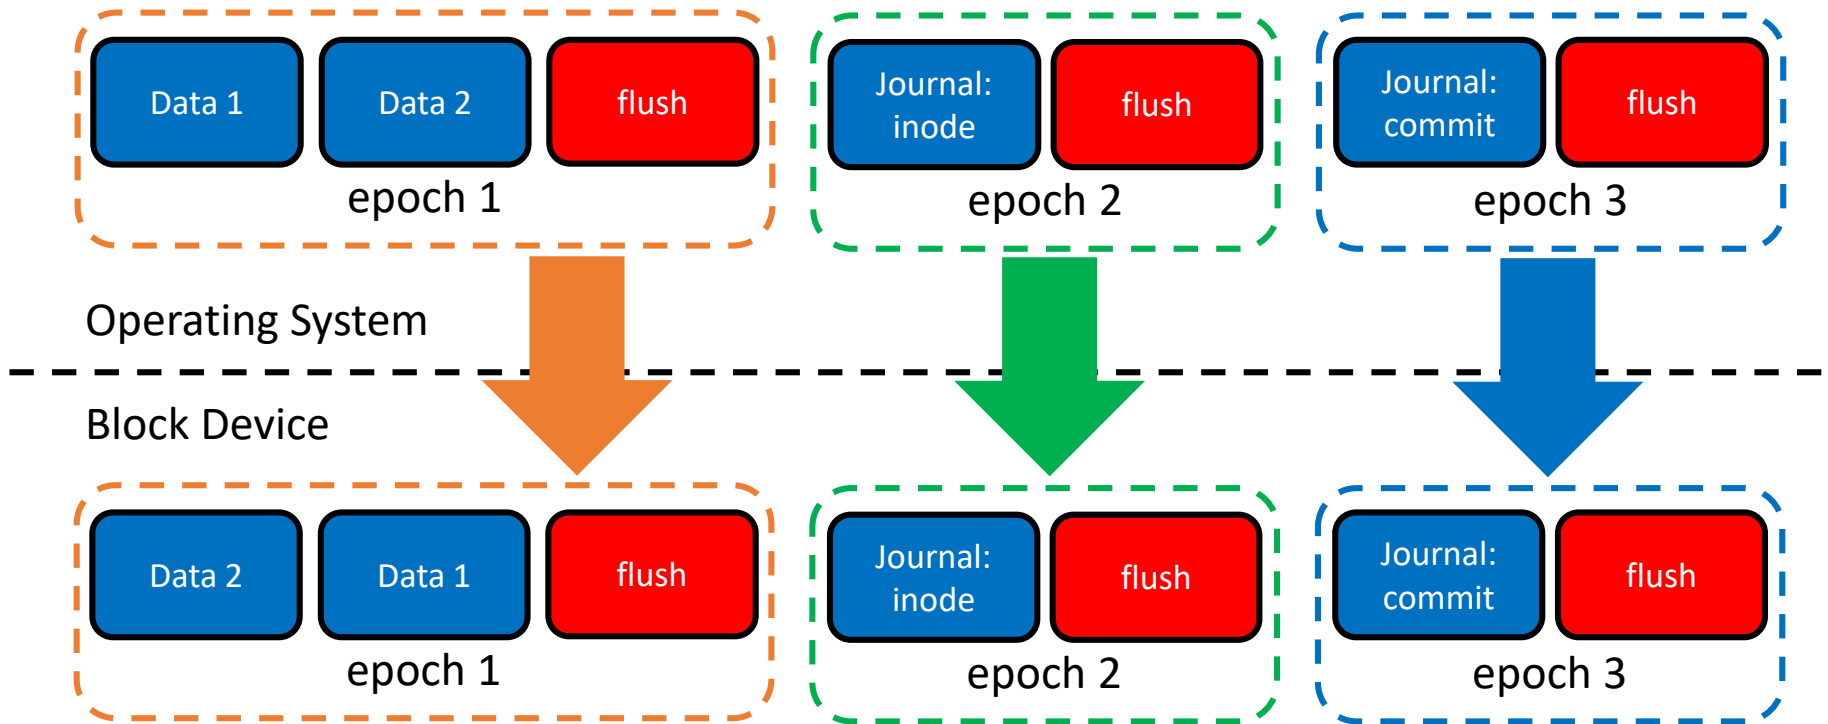 Data 1
Data 2
flush
epoch 1
Journal:
inode
flush
epoch 2
Journal:
commit
flush
epoch 3
Operating System
Block Device
Data 2
Data 1
flush
epoch 1
Journal:
inode
flush
epoch 2
Journal:
commit
flush
epoch 3